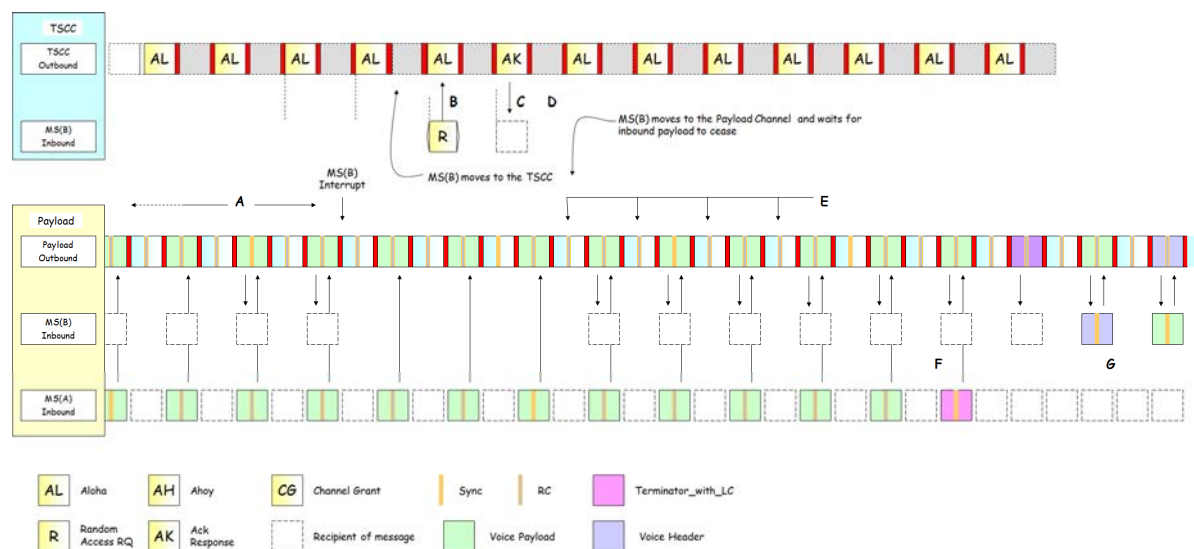 TSCC
TSCC Outbound
AL AL AL AL AL AK AL AL AL AL AL AL AL
B
C
D
MS(B) Inbound
R
MS(B) moves to the Payload Channel and waits for
inbound payload to cease
MS(B) Interrupt
MS(B) moves to the TSCC
A
E
Payload
Payload Outbound
MS(B) Inbound
F
G
MS(A) Inbound
AL Aloha
AH Ahoy
CG Channel Grant
Sync
RC
Terminator_with_LC
R Random Access RQ
AK Ack Response
Recipient of message
Voice Payload
Voice Header